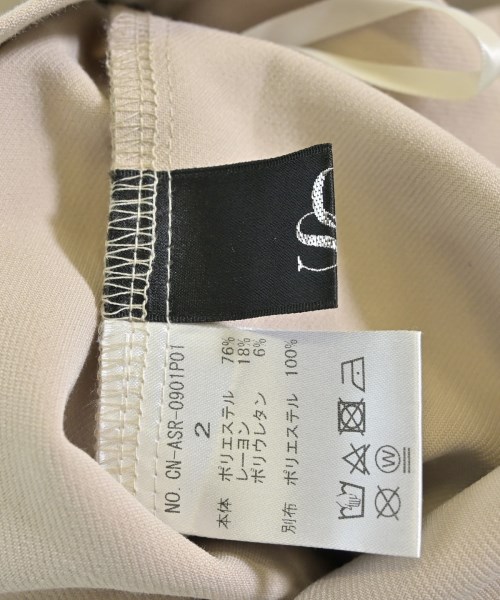 NO. CN-ASR-0901P01
2
本体 ポリエステル 76%
レーヨン 18%
ポリウレタン 6%
別布 ポリエステル 100%
W